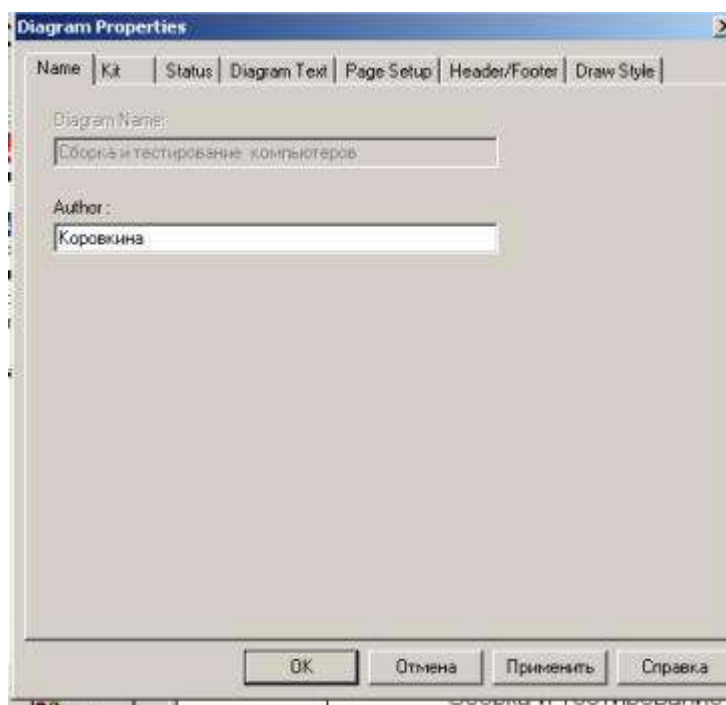 Diagram Properties
Name Kit Status Diagram Text Page Setup Header/Footer Draw Style
Diagram Name:
Сборка и тестирование компьютеров
Author :
Коровкина
OK Отмена Применить Справка